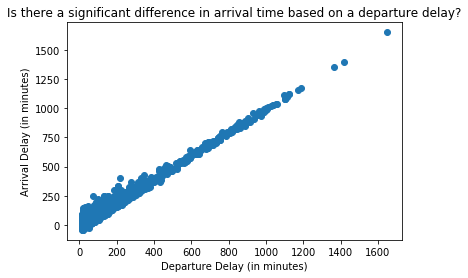 Is there a significant difference in arrival time based on a departure delay?
1500
1250
1000
750
500
250
0
Arrival Delay (in minutes)
0 200 400 600 800 1000 1200 1400 1600
Departure Delay (in minutes)